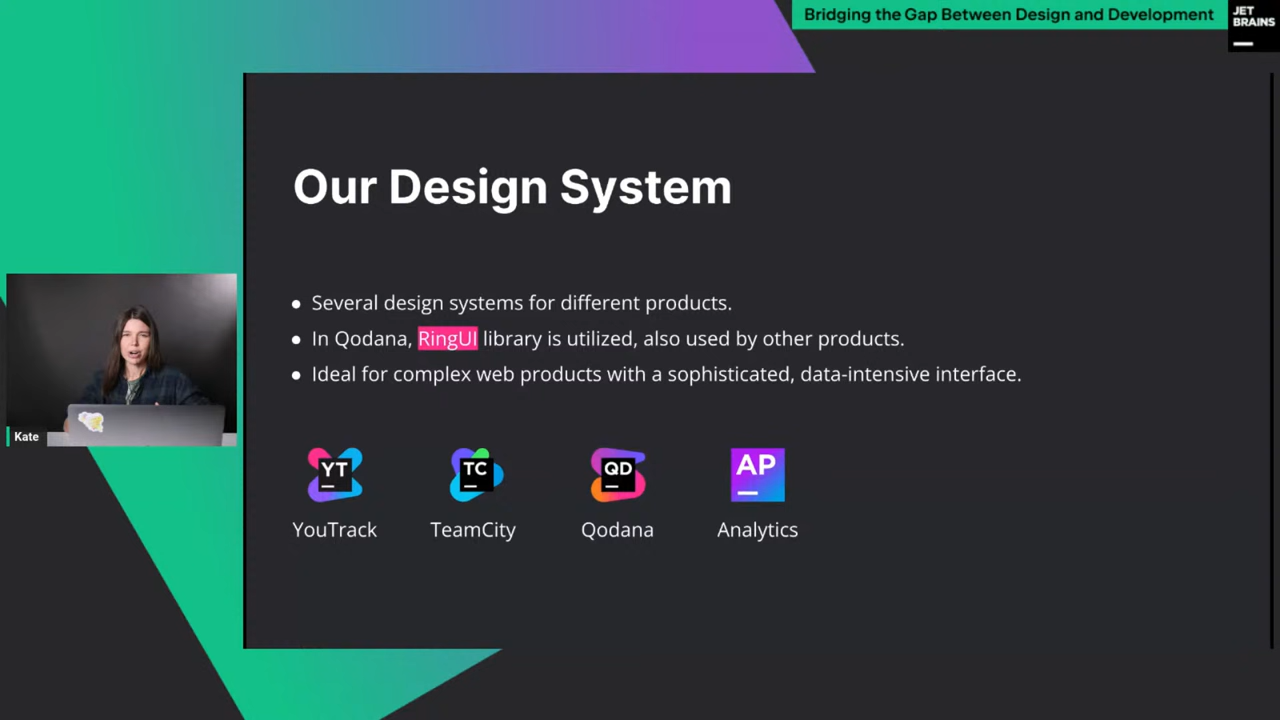 Bridging the Gap Between Design and Development
JET
BRAINS
Our Design System
Several design systems for different products.
In Qodana, RingUI library is utilized, also used by other products.
Ideal for complex web products with a sophisticated, data-intensive interface.
Kate
YT
TC
QD
AP
YouTrack
TeamCity
Qodana
Analytics